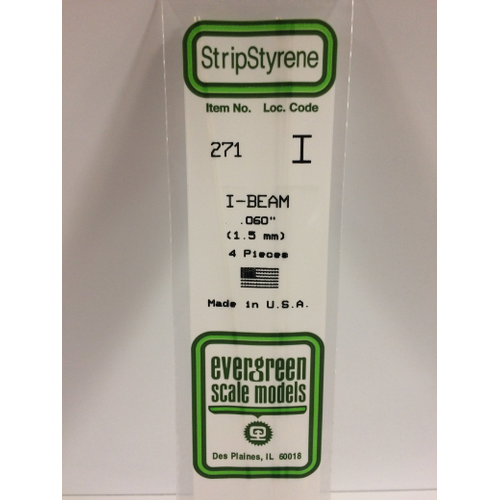 StripStyrene
Item No. Loc. Code
271 I
I-BEAM
.060"
(1.5 mm)
4 Pieces
Made in U.S.A.
evergreen
scale models
Des Plaines, IL 60018